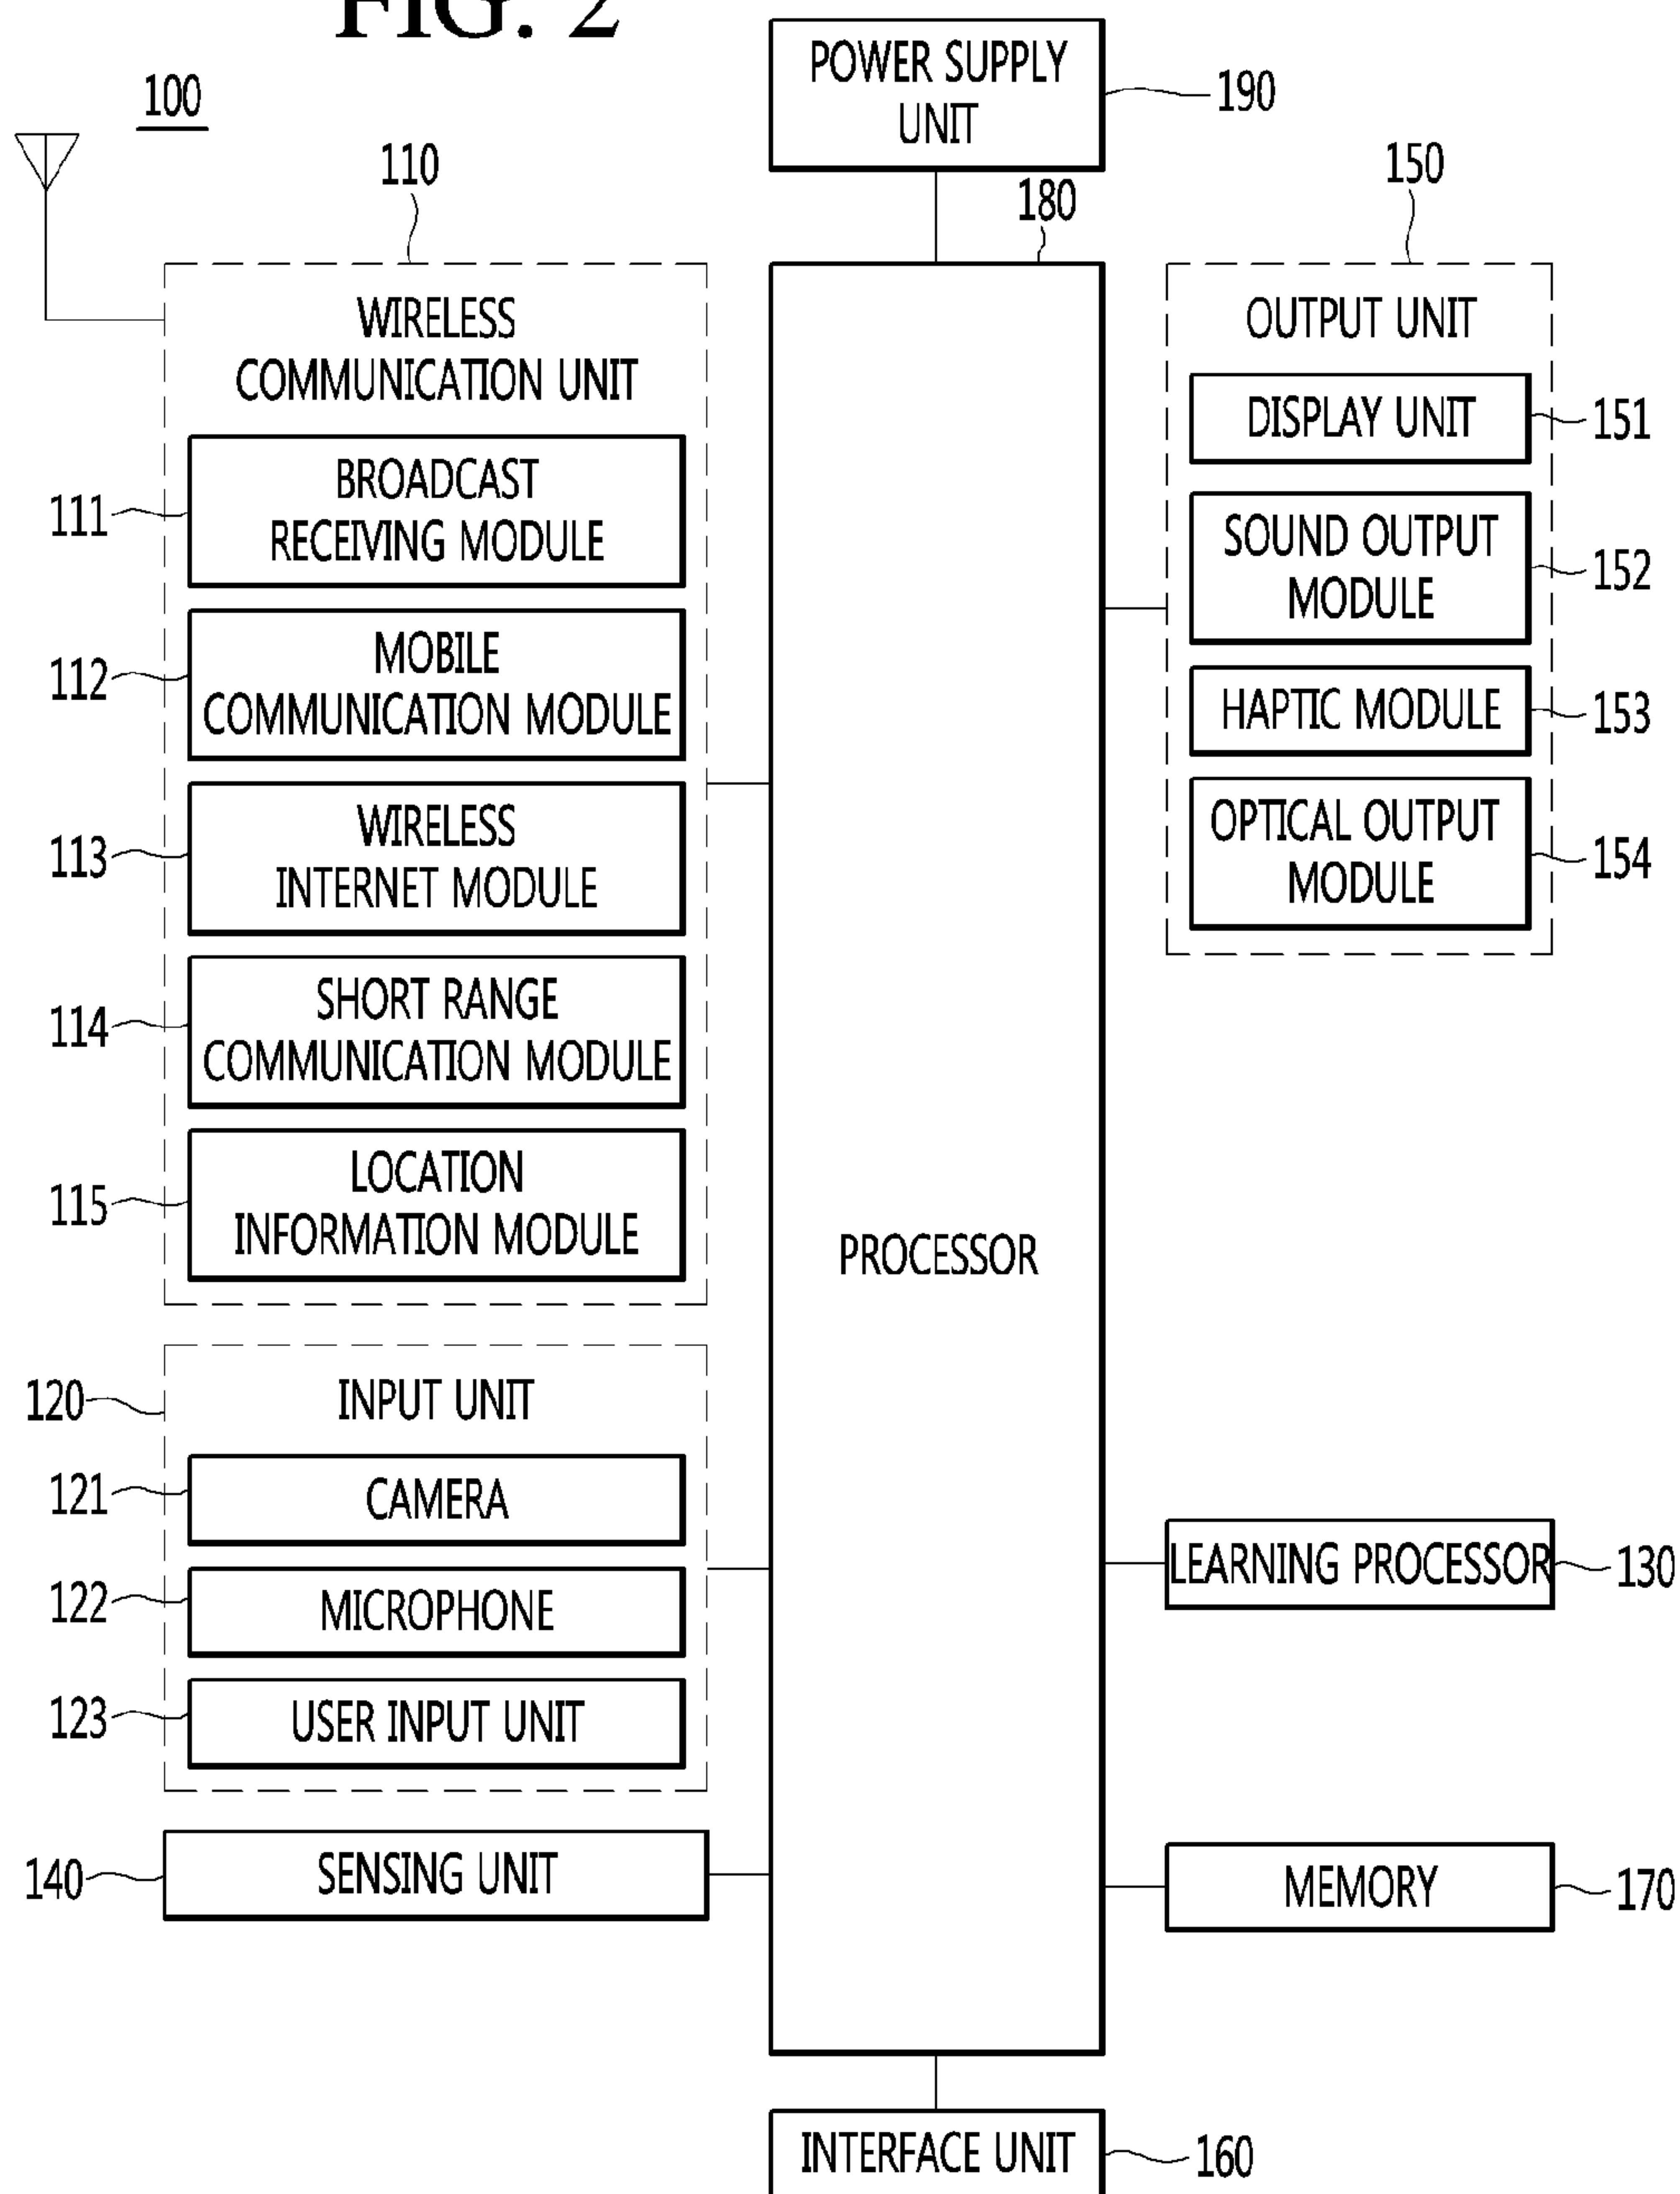 FIG. 2
100
POWER SUPPLY
UNIT
190
110
180
150
WIRELESS
COMMUNICATION UNIT
111
BROADCAST
RECEIVING MODULE
112
MOBILE
COMMUNICATION MODULE
113
WIRELESS
INTERNET MODULE
114
SHORT RANGE
COMMUNICATION MODULE
115
LOCATION
INFORMATION MODULE
120
INPUT UNIT
121
CAMERA
122
MICROPHONE
123
USER INPUT UNIT
140
SENSING UNIT
PROCESSOR
OUTPUT UNIT
DISPLAY UNIT
151
SOUND OUTPUT
MODULE
152
HAPTIC MODULE
153
OPTICAL OUTPUT
MODULE
154
LEARNING PROCESSOR
130
MEMORY
170
INTERFACE UNIT
160